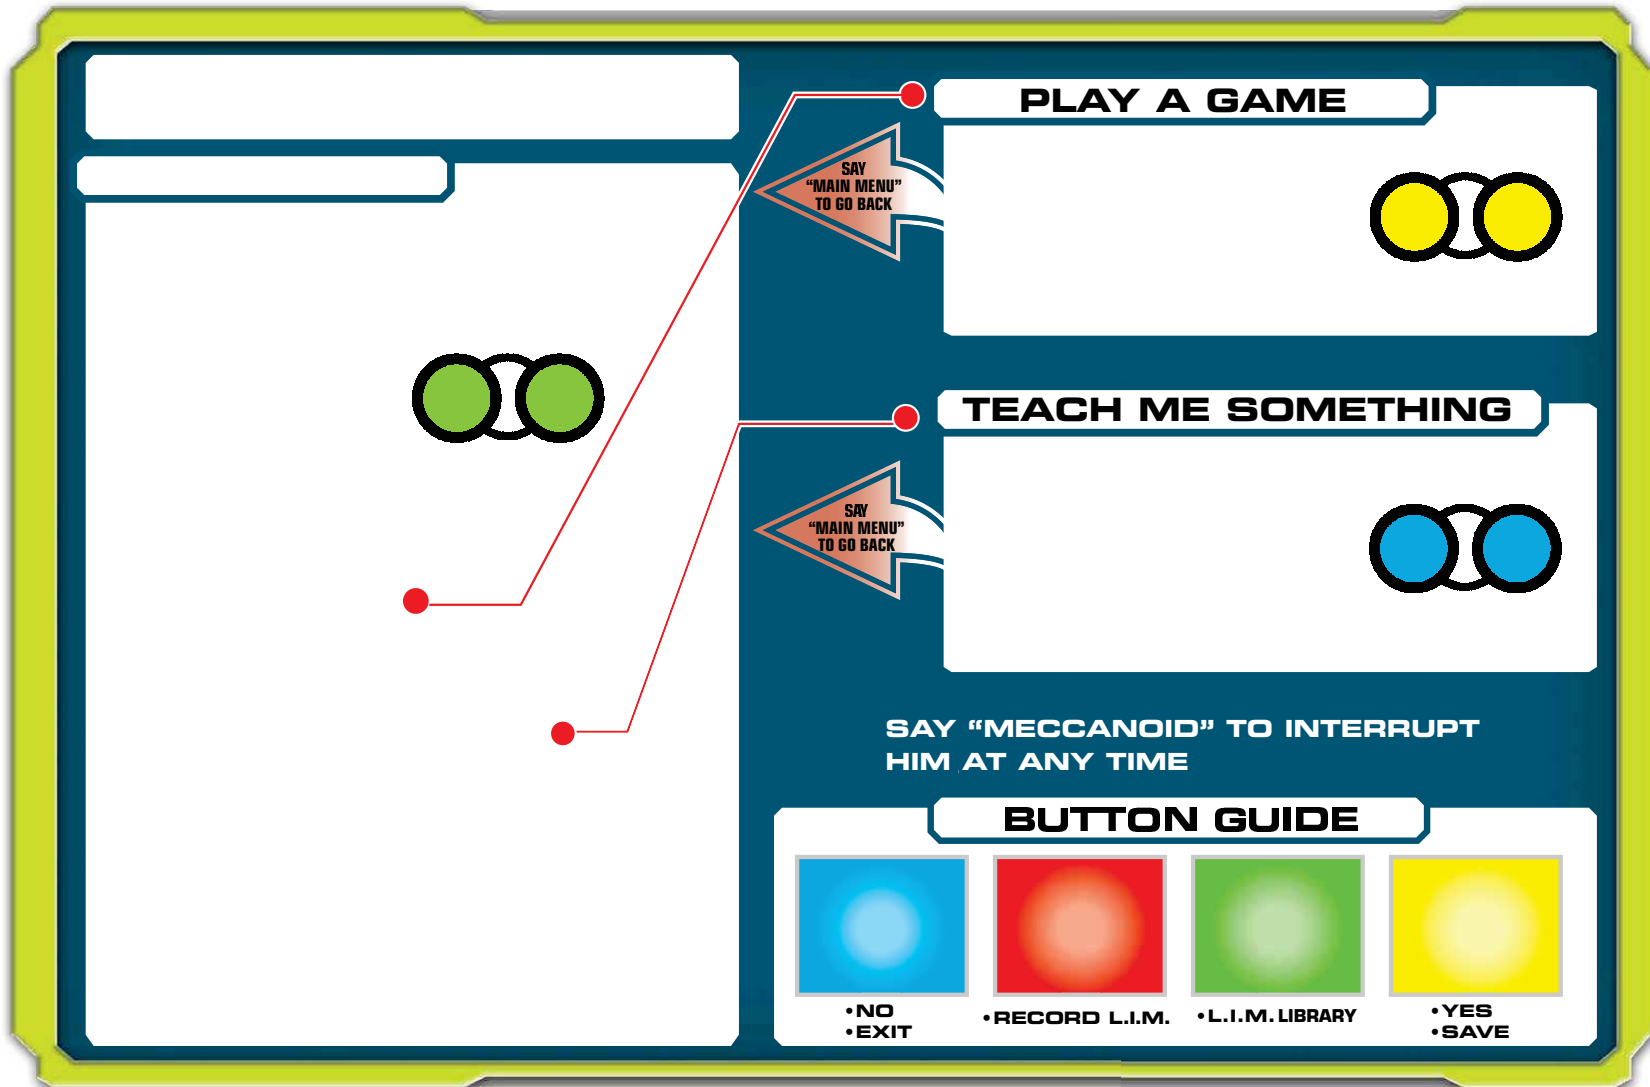 PLAY A GAME
SAY
“MAIN MENU”
TO GO BACK
TEACH ME SOMETHING
SAY
“MAIN MENU”
TO GO BACK
SAY “MECCANOID” TO INTERRUPT
HIM AT ANY TIME
BUTTON GUIDE
•NO
•EXIT
•RECORD L.I.M.
•L.I.M. LIBRARY
•YES
•SAVE